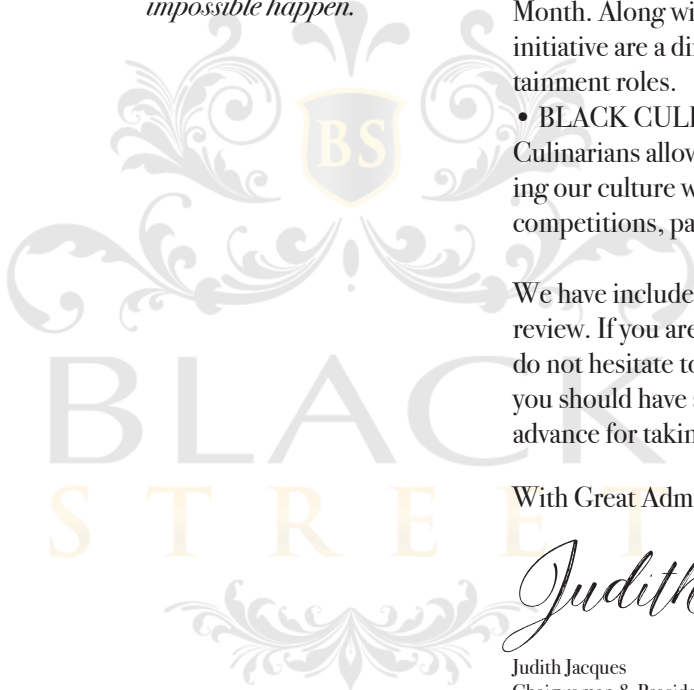 impossible happen.
Month. Along wi
initiative are a di
tainment roles.
• BLACK CULI
Culinarians allow
ing our culture w
competitions, pa
We have include
review. If you are
do not hesitate to
you should have
advance for takin
With Great Adm
Judith
Judith Jacques
BS
BLACK
STREET